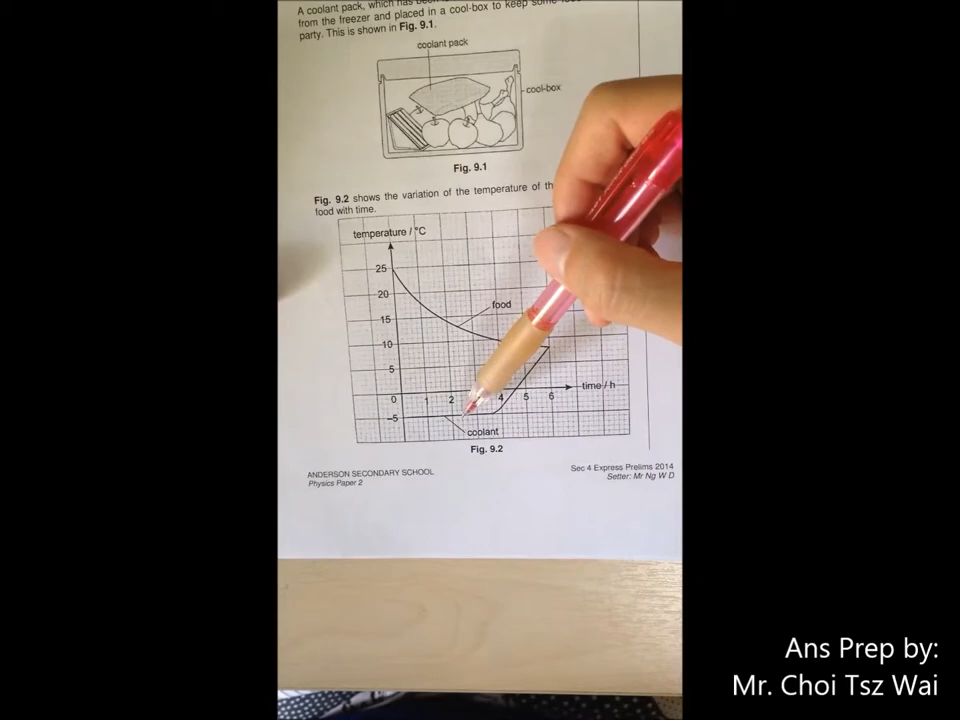 A coolant pack, which has
from the freezer and placed in a cool-box to keep some
party. This is shown in Fig. 9.1.
coolant pack
cool-box
Fig. 9.1
Fig. 9.2 shows the variation of the temperature of
food with time.
temperature / °C
25
20
food
15
10
5
time / h
0 1 2 4 5 6
–5
coolant
Fig. 9.2
ANDERSON SECONDARY SCHOOL
Physics Paper 2
Sec 4 Express Prelims 2014
Setter: Mr Ng W D
Ans Prep by:
Mr. Choi Tsz Wai